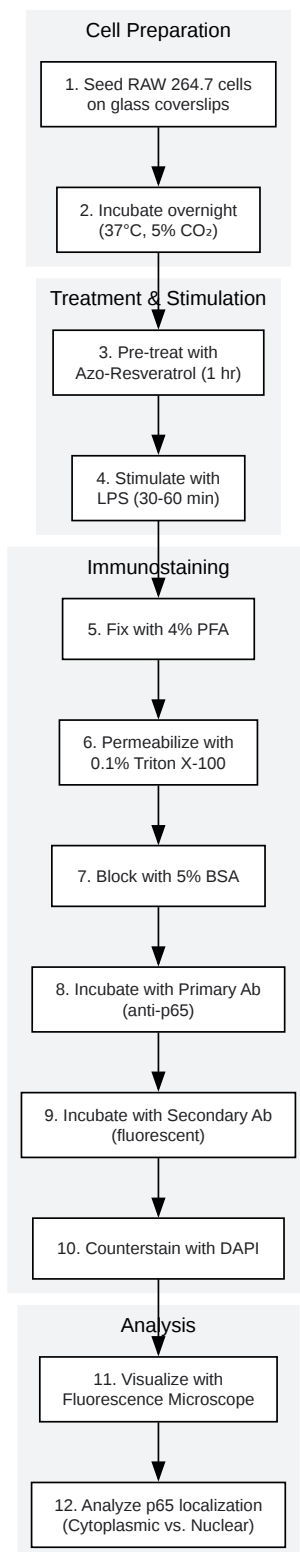 Cell Preparation
1. Seed RAW 264.7 cells
on glass coverslips
2. Incubate overnight
(37°C, 5% CO₂)
Treatment & Stimulation
3. Pre-treat with
Azo-Resveratrol (1 hr)
4. Stimulate with
LPS (30-60 min)
Immunostaining
5. Fix with 4% PFA
6. Permeabilize with
0.1% Triton X-100
7. Block with 5% BSA
8. Incubate with Primary Ab
(anti-p65)
9. Incubate with Secondary Ab
(fluorescent)
10. Counterstain with DAPI
Analysis
11. Visualize with
Fluorescence Microscope
12. Analyze p65 localization
(Cytoplasmic vs. Nuclear)